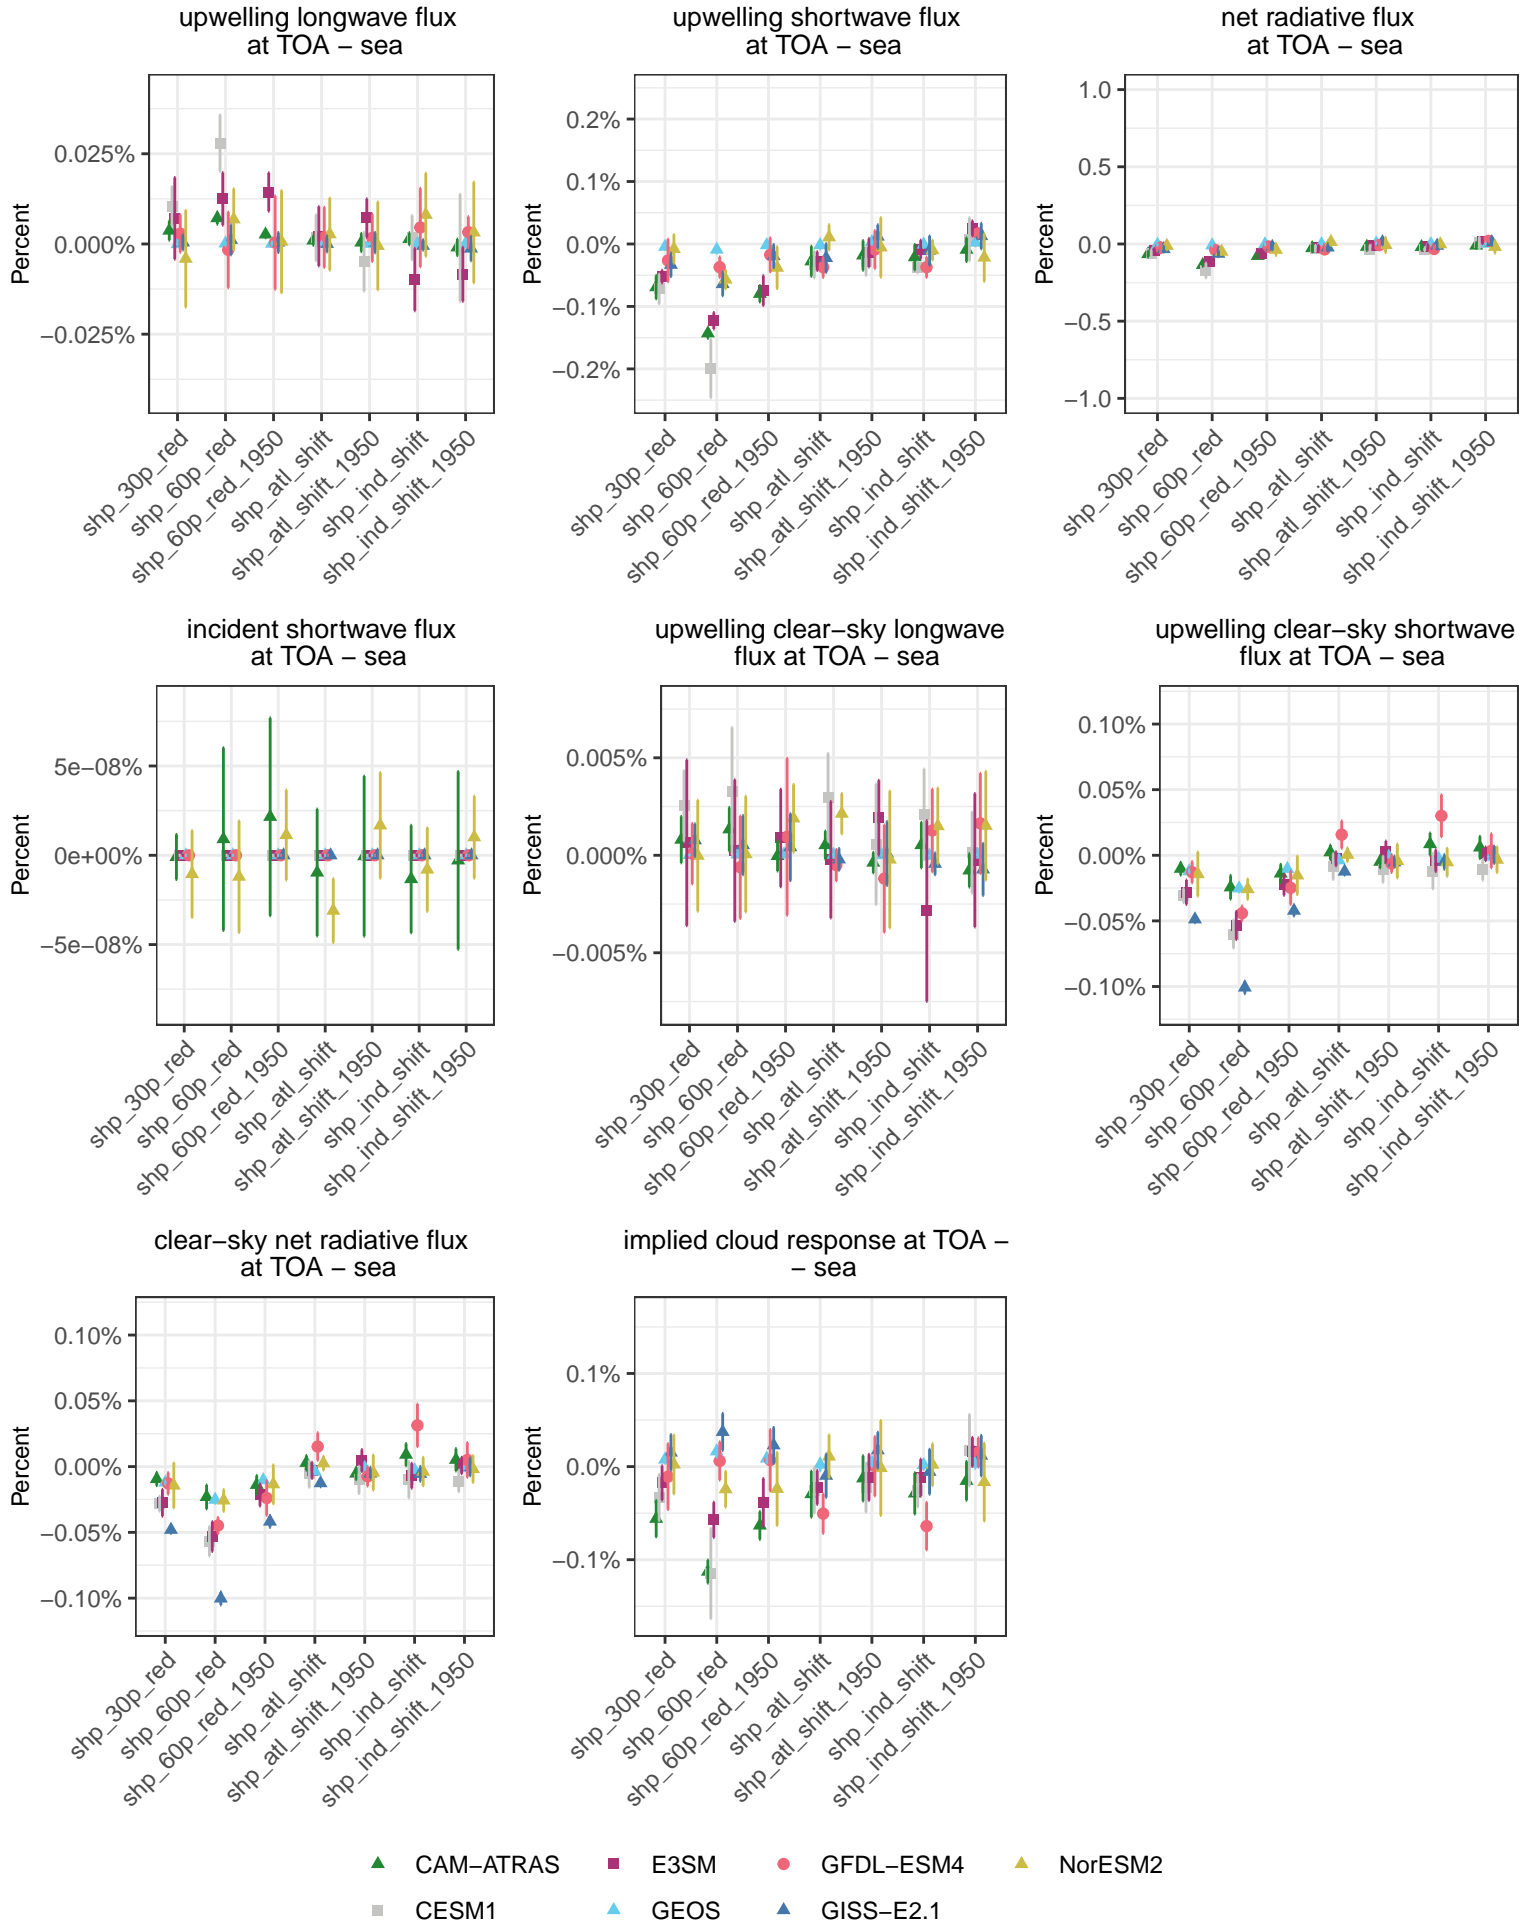 upwelling longwave flux
at TOA − sea
Percent
0.025%
0.000%
−0.025%
shp_30p_red
shp_60p_red
shp_60p_red_1950
shp_atl_shift
shp_atl_shift_1950
shp_ind_shift
shp_ind_shift_1950
upwelling shortwave flux
at TOA − sea
Percent
0.2%
0.1%
0.0%
−0.1%
−0.2%
shp_30p_red
shp_60p_red
shp_60p_red_1950
shp_atl_shift
shp_atl_shift_1950
shp_ind_shift
shp_ind_shift_1950
net radiative flux
at TOA − sea
Percent
1.0
0.5
0.0
−0.5
−1.0
shp_30p_red
shp_60p_red
shp_60p_red_1950
shp_atl_shift
shp_atl_shift_1950
shp_ind_shift
shp_ind_shift_1950
incident shortwave flux
at TOA − sea
Percent
5e−08%
0e+00%
−5e−08%
shp_30p_red
shp_60p_red
shp_60p_red_1950
shp_atl_shift
shp_atl_shift_1950
shp_ind_shift
shp_ind_shift_1950
upwelling clear−sky longwave
flux at TOA − sea
Percent
0.005%
0.000%
−0.005%
shp_30p_red
shp_60p_red
shp_60p_red_1950
shp_atl_shift
shp_atl_shift_1950
shp_ind_shift
shp_ind_shift_1950
upwelling clear−sky shortwave
flux at TOA − sea
Percent
0.10%
0.05%
0.00%
−0.05%
−0.10%
shp_30p_red
shp_60p_red
shp_60p_red_1950
shp_atl_shift
shp_atl_shift_1950
shp_ind_shift
shp_ind_shift_1950
clear−sky net radiative flux
at TOA − sea
Percent
0.10%
0.05%
0.00%
−0.05%
−0.10%
shp_30p_red
shp_60p_red
shp_60p_red_1950
shp_atl_shift
shp_atl_shift_1950
shp_ind_shift
shp_ind_shift_1950
implied cloud response at TOA −
− sea
Percent
0.1%
0.0%
−0.1%
shp_30p_red
shp_60p_red
shp_60p_red_1950
shp_atl_shift
shp_atl_shift_1950
shp_ind_shift
shp_ind_shift_1950
CAM−ATRAS
E3SM
GFDL−ESM4
NorESM2
CESM1
GEOS
GISS−E2.1